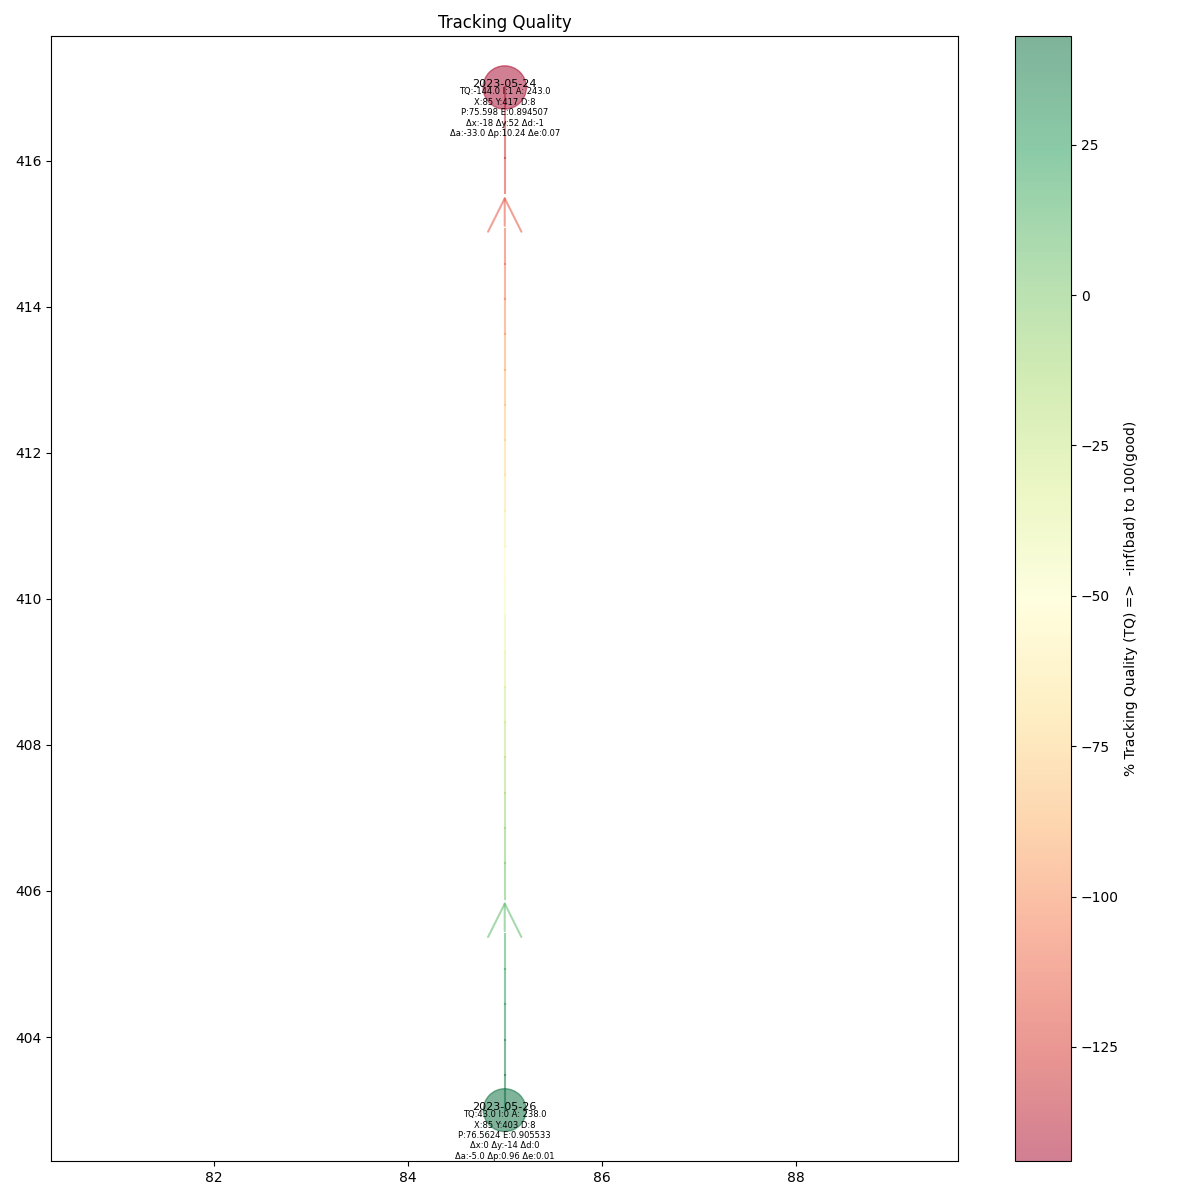 Tracking Quality
2023-05-24
TQ:-144.0 I:1 A: 243.0
X:85 Y:417 D:8
P:75.598 E:0.894507
Δx:-18 Δy:52 Δd:-1
Δa:-33.0 Δp:10.24 Δe:0.07
416
414
412
410
408
406
404
2023-05-26
TQ:43.0 I:0 A: 238.0
X:85 Y:403 D:8
P:76.5624 E:0.905533
Δx:0 Δy:-14 Δd:0
Δa:-5.0 Δp:0.96 Δe:0.01
82
84
86
88
25
0
−25
−50
−75
−100
−125
% Tracking Quality (TQ) => -inf(bad) to 100(good)